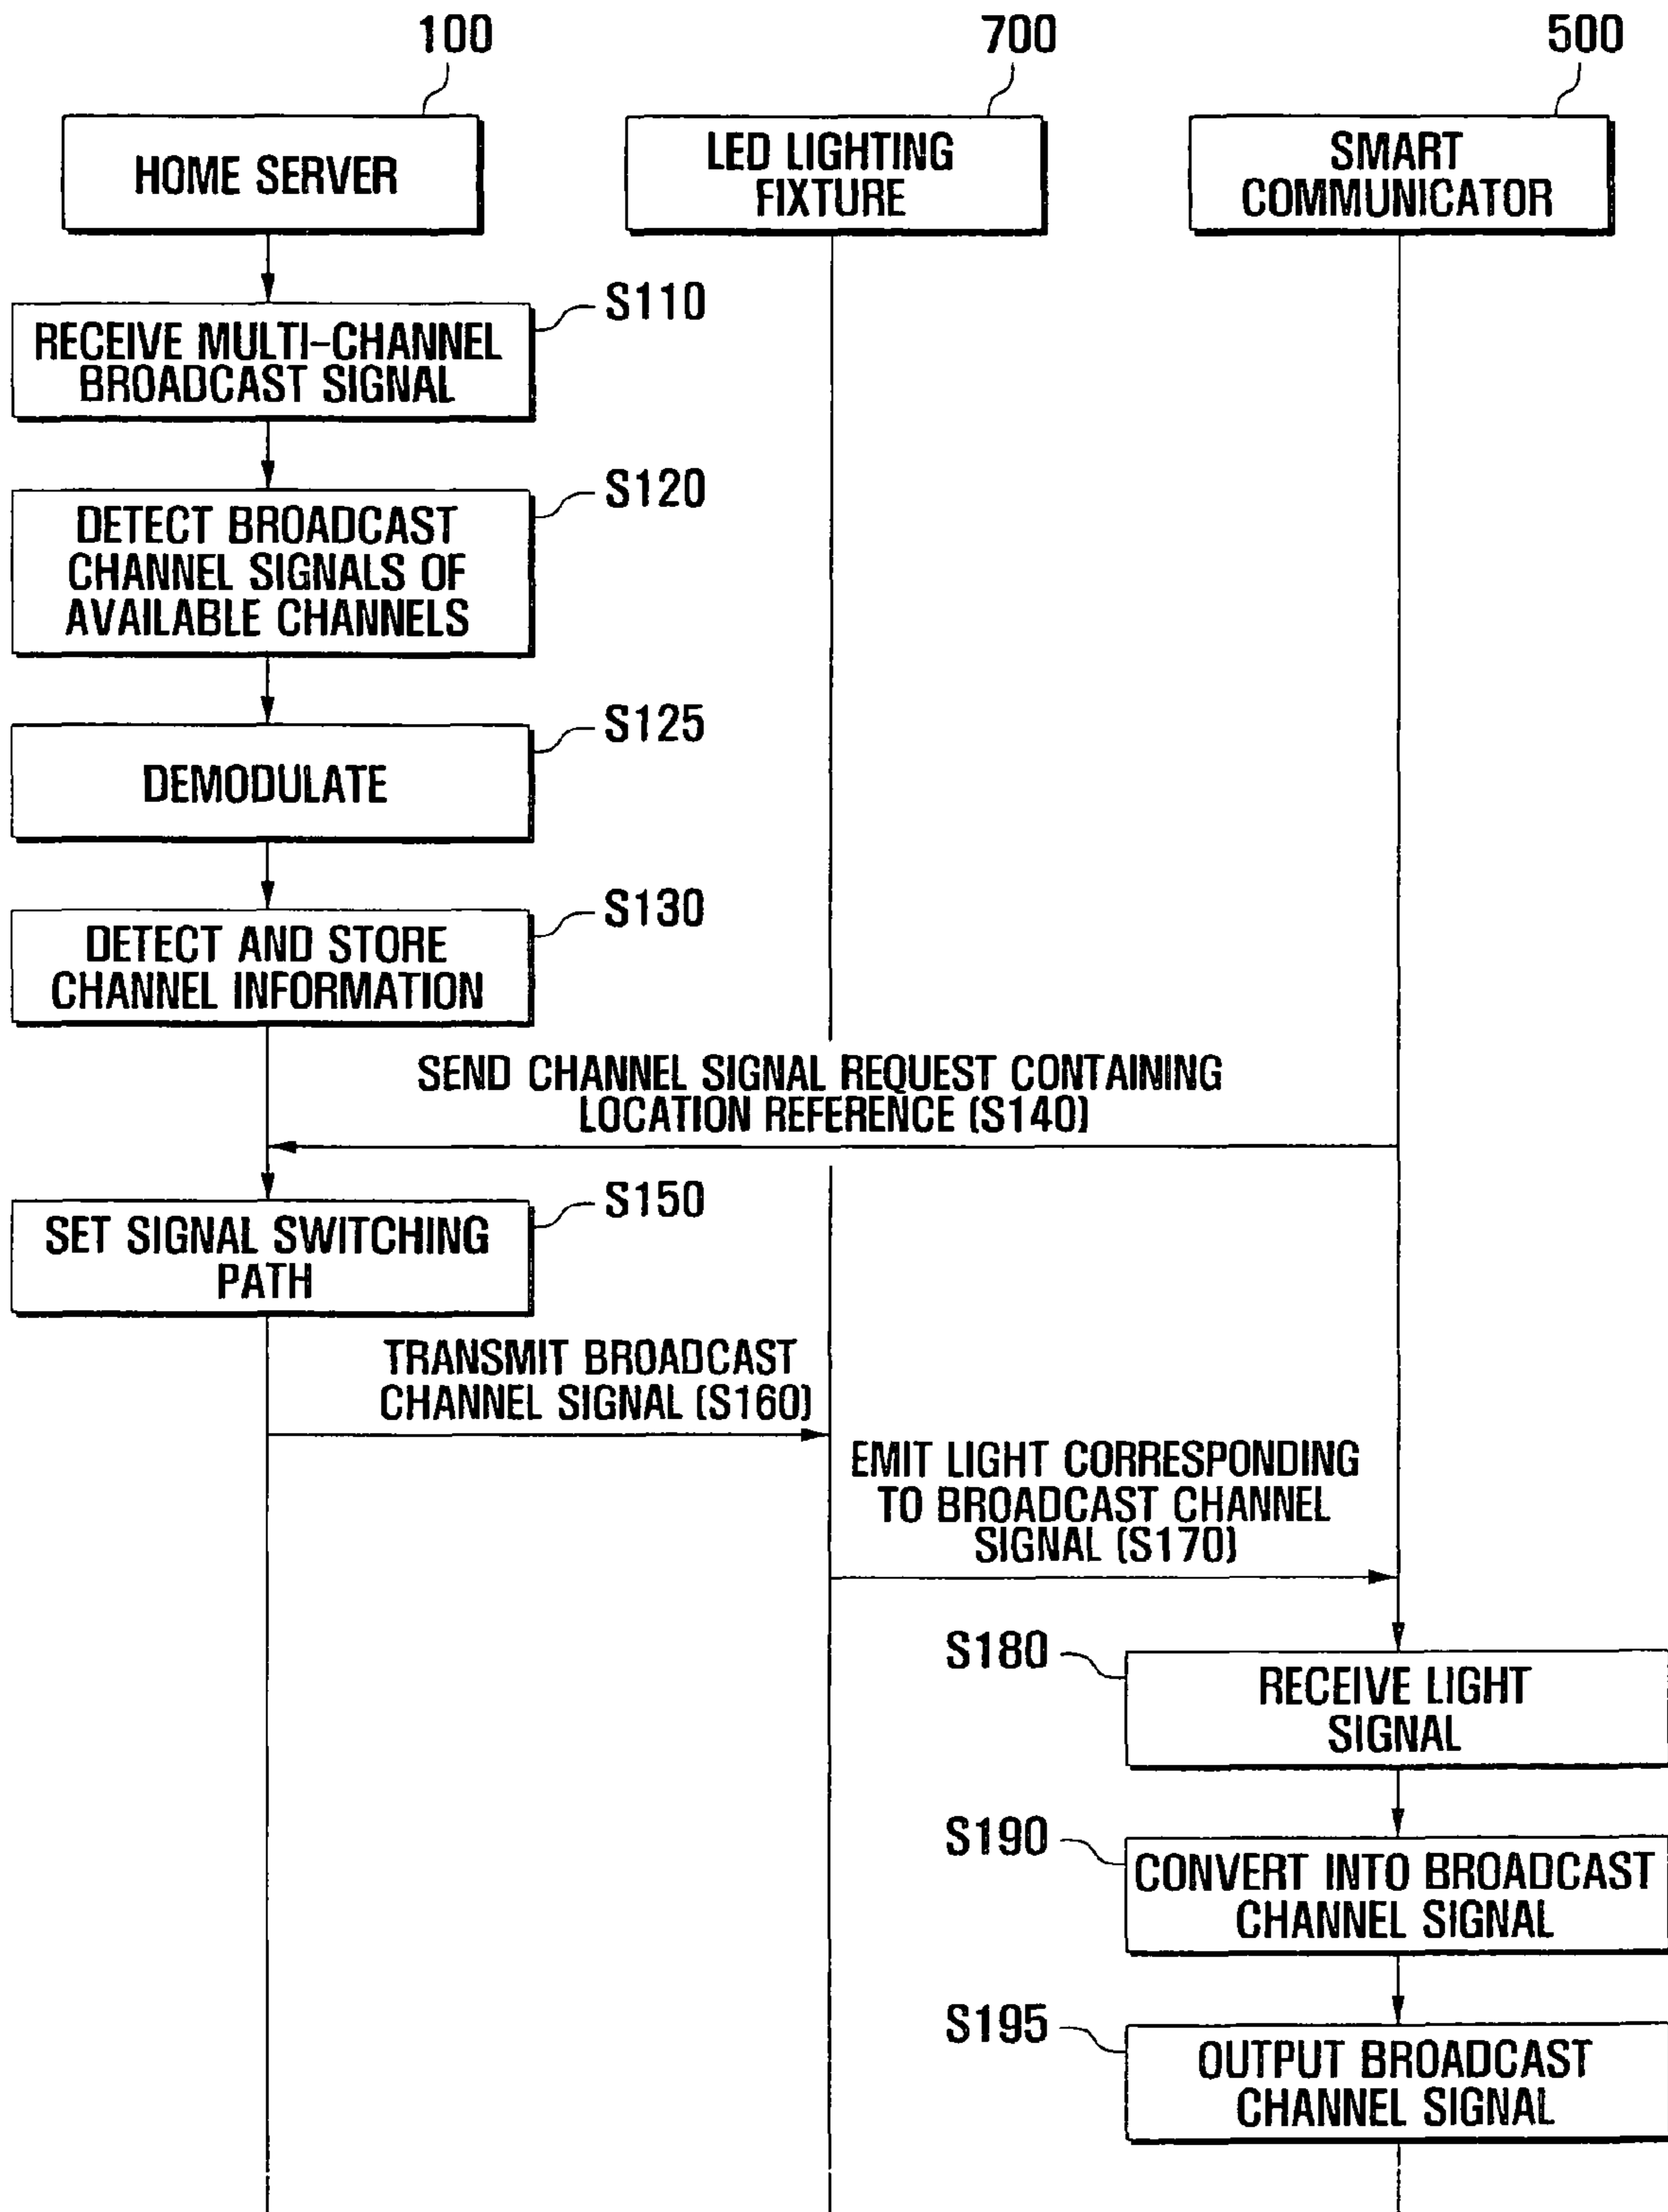 100
700
500
HOME SERVER
LED LIGHTING
FIXTURE
SMART
COMMUNICATOR
S110
RECEIVE MULTI-CHANNEL
BROADCAST SIGNAL
S120
DETECT BROADCAST
CHANNEL SIGNALS OF
AVAILABLE CHANNELS
S125
DEMODULATE
S130
DETECT AND STORE
CHANNEL INFORMATION
SEND CHANNEL SIGNAL REQUEST CONTAINING
LOCATION REFERENCE (S140)
S150
SET SIGNAL SWITCHING
PATH
TRANSMIT BROADCAST
CHANNEL SIGNAL (S160)
EMIT LIGHT CORRESPONDING
TO BROADCAST CHANNEL
SIGNAL (S170)
S180
RECEIVE LIGHT
SIGNAL
S190
CONVERT INTO BROADCAST
CHANNEL SIGNAL
S195
OUTPUT BROADCAST
CHANNEL SIGNAL